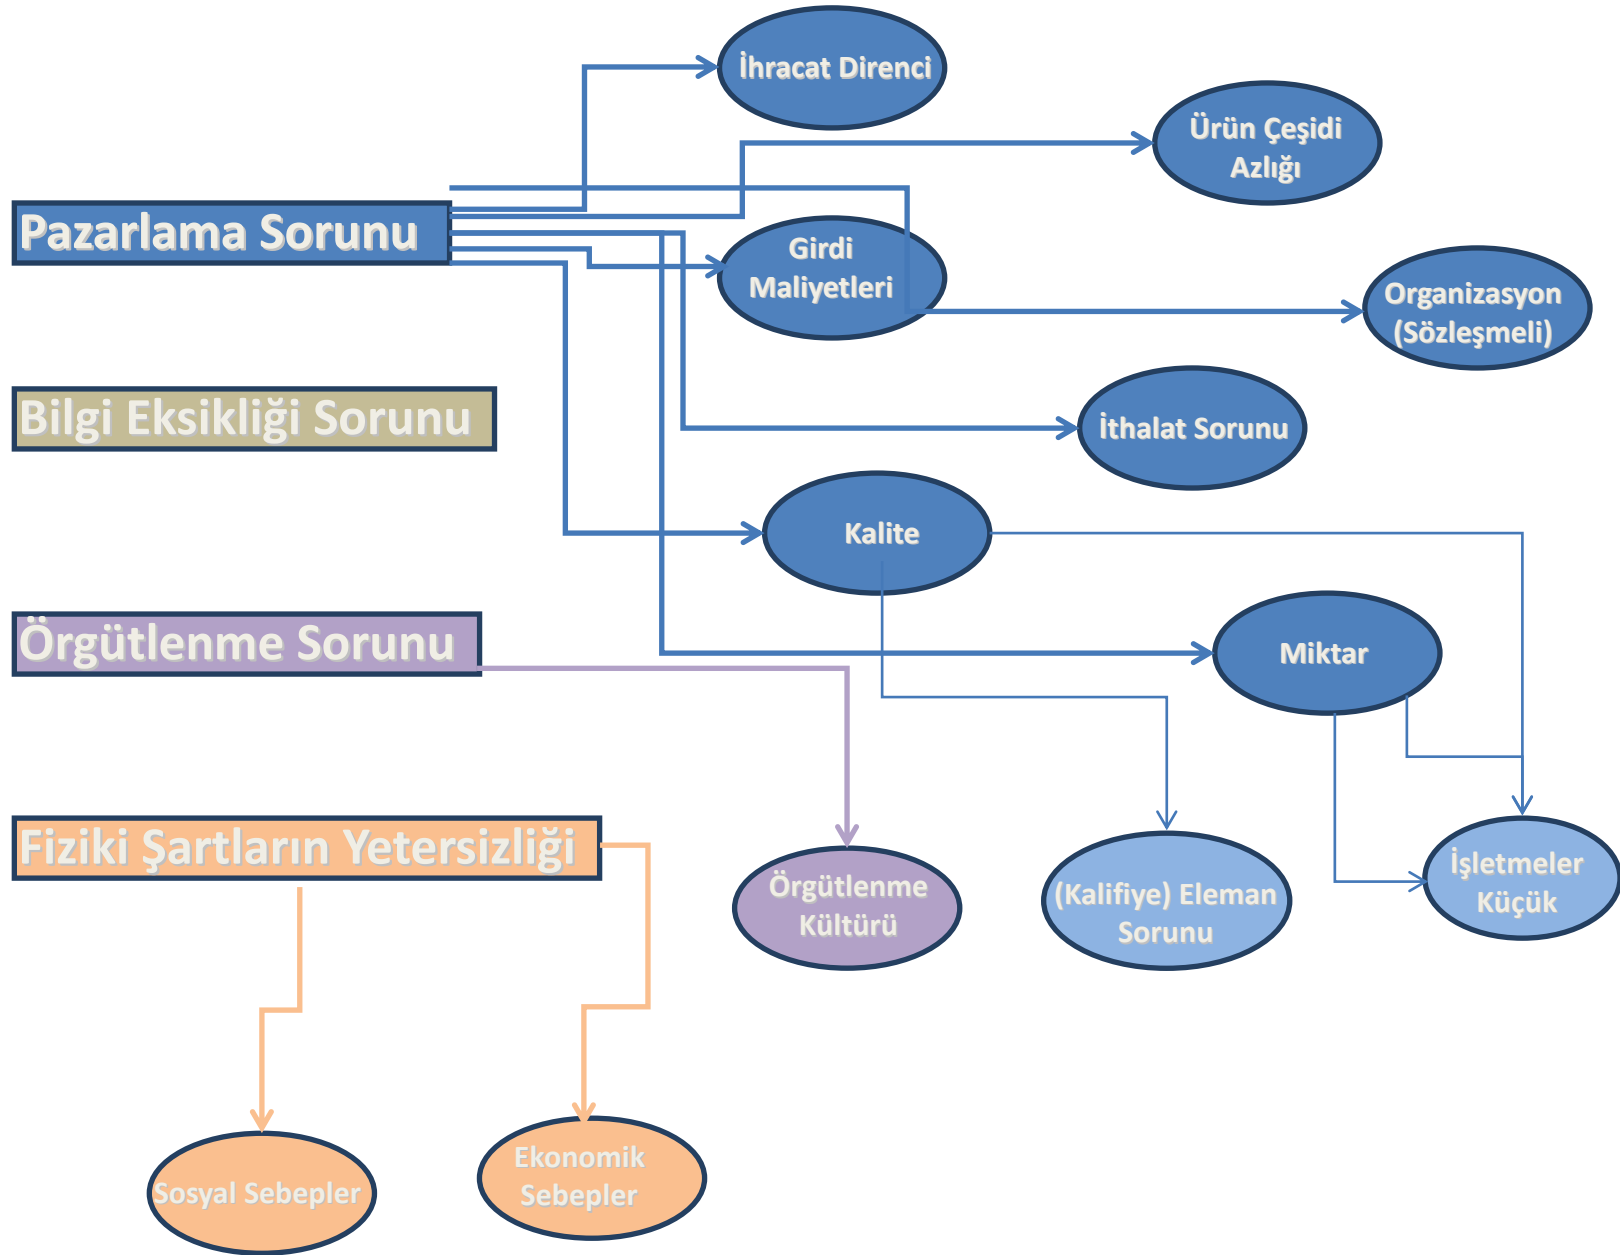 İhracat Direnci
Ürün Çeşidi
Azlığı
Pazarlama Sorunu
Girdi
Maliyetleri
Organizasyon
(Sözleşmeli)
Bilgi Eksikliği Sorunu
İthalat Sorunu
Kalite
Örgütlenme Sorunu
Miktar
Fiziki Şartların Yetersizliği
Örgütlenme
Kültürü
(Kalifiye) Eleman
Sorunu
İşletmeler
Küçük
Sosyal Sebepler
Ekonomik
Sebepler